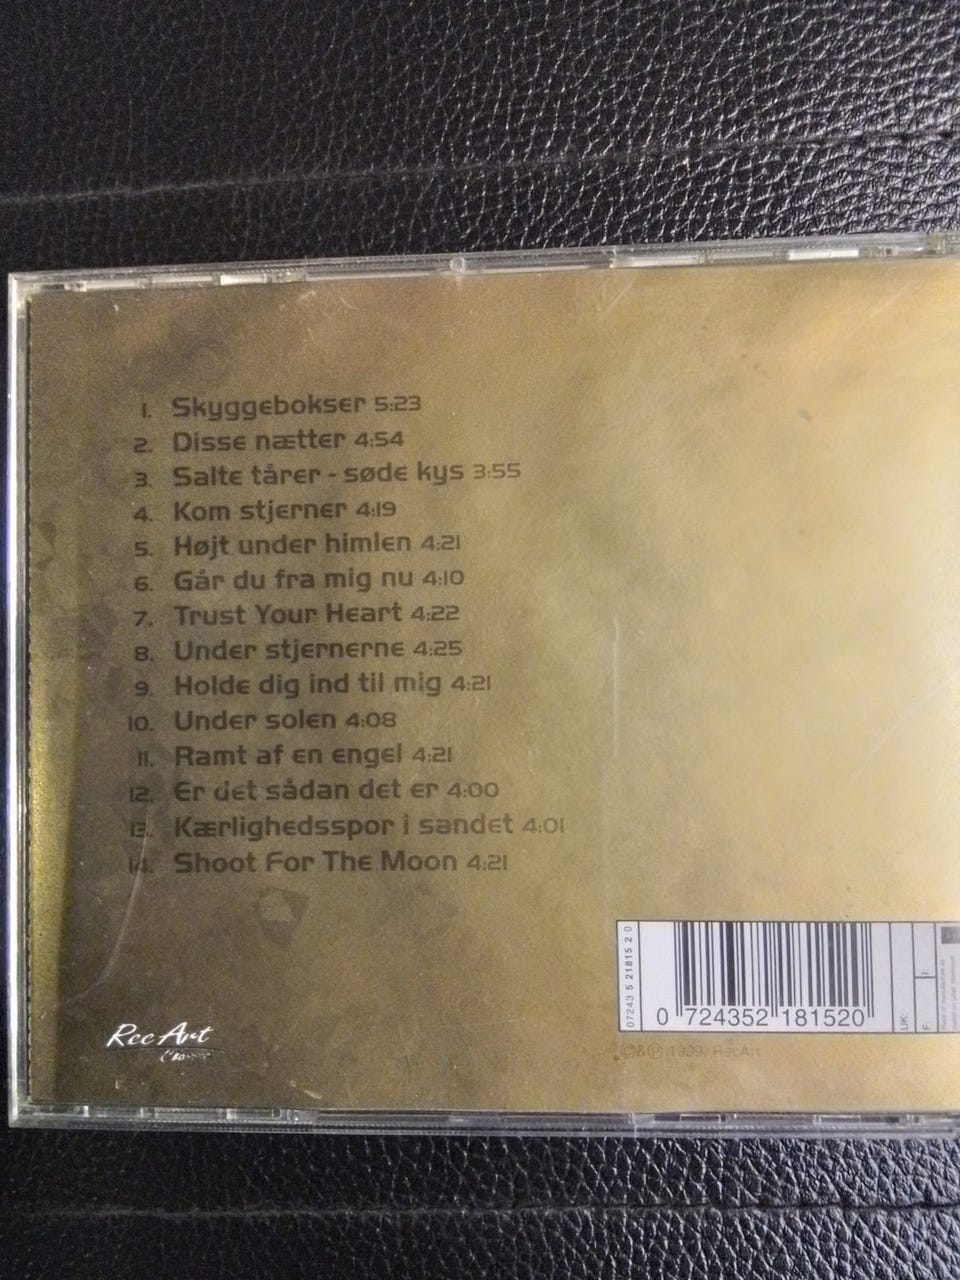 1. Skyggebokser 5:23
2. Disse nætter 4:54
3. Salte tårer - søde kys 3:55
4. Kom stjerner 4:19
5. Højt under himlen 4:21
6. Går du fra mig nu 4:10
7. Trust Your Heart 4:22
8. Under stjernerne 4:25
9. Holde dig ind til mig 4:21
10. Under solen 4:08
11. Ramt af en engel 4:21
12. Er det sådan det er 4:00
13. Kærlighedsspor i sandet 4:01
14. Shoot For The Moon 4:21
RecArt
07243 5 21815 2 0
0 724352 181520
UK:
F:
©&℗ 1999 RecArt